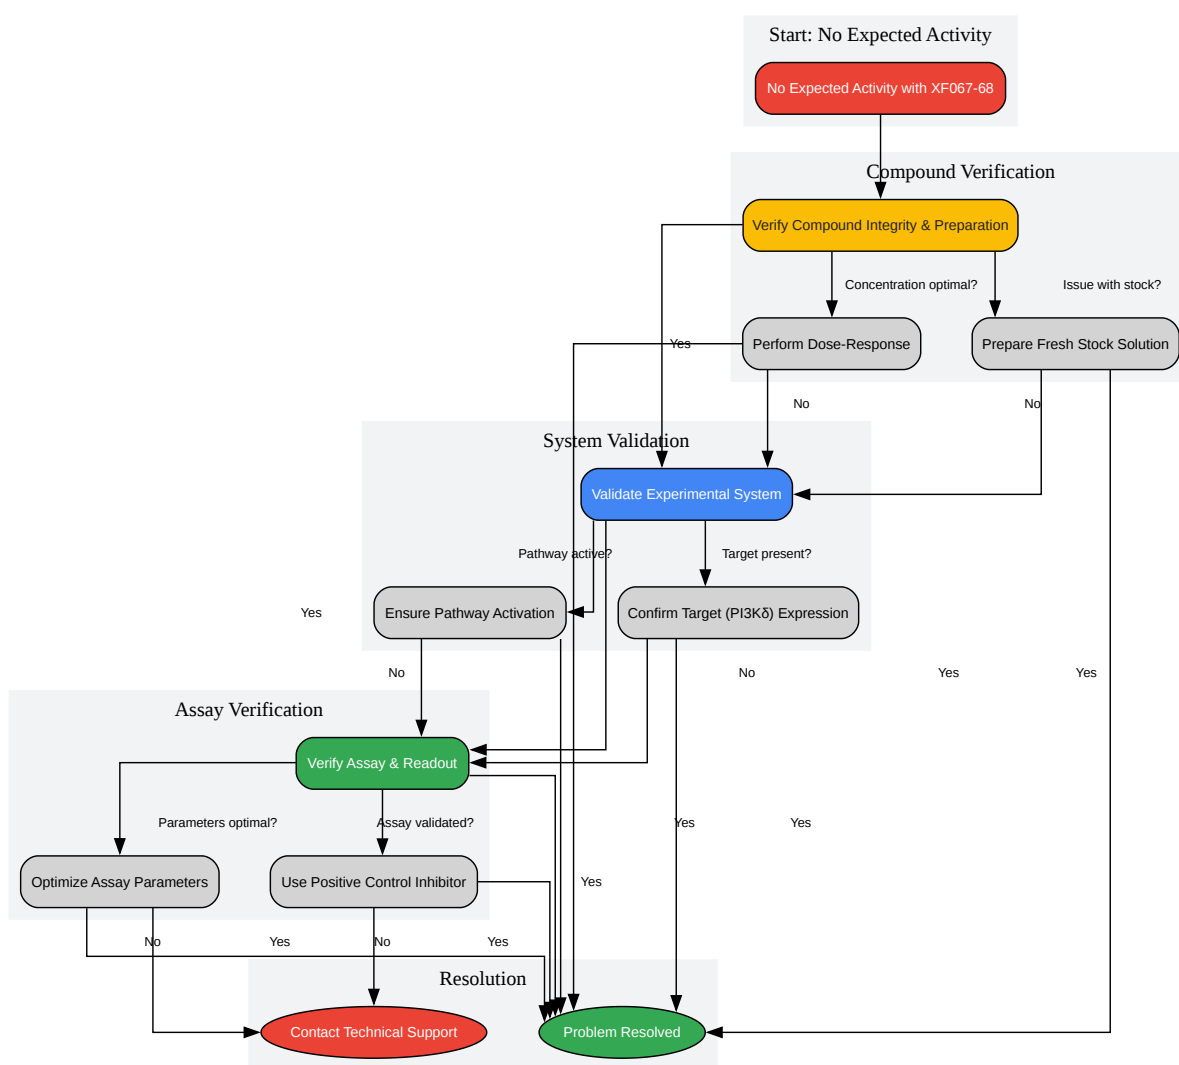 Start: No Expected Activity
No Expected Activity with XF067-68
Compound Verification
Verify Compound Integrity & Preparation
Concentration optimal?
Issue with stock?
Yes
Perform Dose-Response
Prepare Fresh Stock Solution
No
No
System Validation
Validate Experimental System
Pathway active?
Target present?
Yes
Ensure Pathway Activation
Confirm Target (PI3Kδ) Expression
No
No
Yes
Yes
Assay Verification
Verify Assay & Readout
Parameters optimal?
Assay validated?
Yes
Yes
Optimize Assay Parameters
Use Positive Control Inhibitor
Yes
No
Yes
No
Yes
Resolution
Contact Technical Support
Problem Resolved